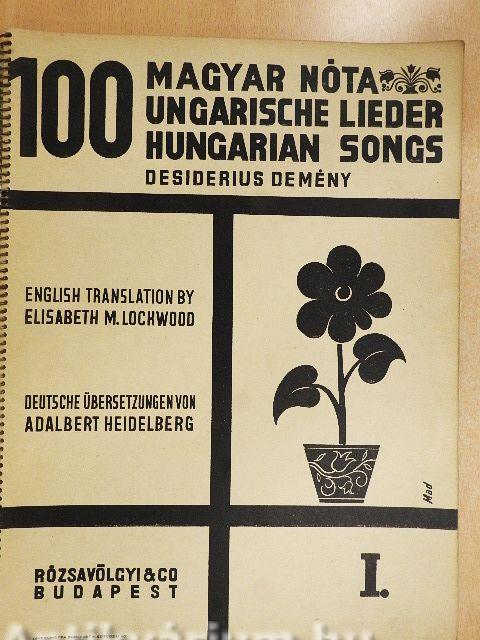 100 MAGYAR NÓTA
UNGARISCHE LIEDER
HUNGARIAN SONGS
DESIDERIUS DEMÉNY
ENGLISH TRANSLATION BY
ELISABETH M. LOCKWOOD
DEUTSCHE ÜBERSETZUNGEN VON
ADALBERT HEIDELBERG
Mad
RÓZSAVÖLGYI & CO
BUDAPEST
I.